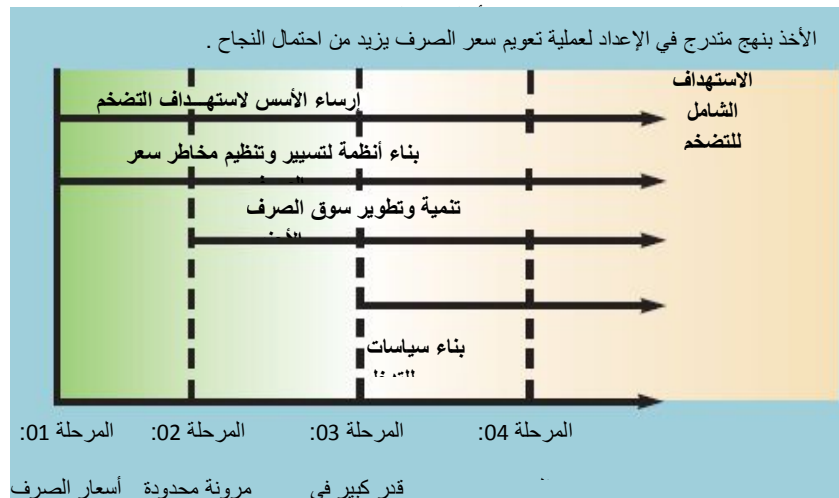 الأخذ بنهج متدرج في الإعداد لعملية تعويم سعر الصرف يزيد من احتمال النجاح .
الاستهداف
الشامل
للتضخم
إرساء الأسس لاستهــداف التضخم
بناء أنظمة لتسيير وتنظيم مخاطر سعر
تنمية وتطوير سوق الصرف
بناء سياسات
المرحلة 01:
المرحلة 02:
المرحلة 03:
المرحلة 04:
أسعار الصرف
مرونة محدودة
قدر كبير في